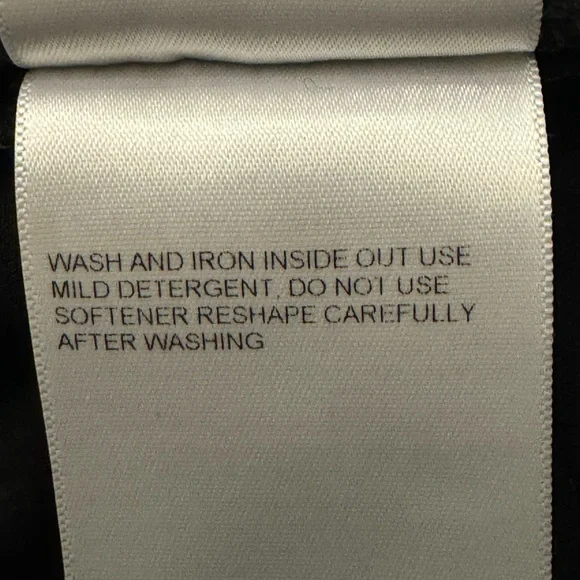 WASH AND IRON INSIDE OUT USE
MILD DETERGENT, DO NOT USE
SOFTENER RESHAPE CAREFULLY
AFTER WASHING